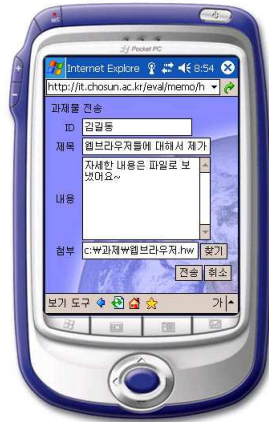 Pocket PC
Internet Explore 8:54
http://it.chosun.ac.kr/eval/memo/h
과제물 전송
ID 김길동
제목 웹브라우저들에 대해서 제가
내용 자세한 내용은 파일로 보
냈어요~
첨부 c:₩과제₩웹브라우저.hw 찾기
전송 취소
보기 도구 가